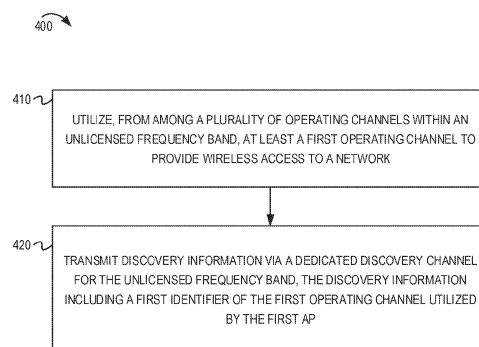 400
410
UTILIZE, FROM AMONG A PLURALITY OF OPERATING CHANNELS WITHIN AN
UNLICENSED FREQUENCY BAND, AT LEAST A FIRST OPERATING CHANNEL TO
PROVIDE WIRELESS ACCESS TO A NETWORK
420
TRANSMIT DISCOVERY INFORMATION VIA A DEDICATED DISCOVERY CHANNEL
FOR THE UNLICENSED FREQUENCY BAND, THE DISCOVERY INFORMATION
INCLUDING A FIRST IDENTIFIER OF THE FIRST OPERATING CHANNEL UTILIZED
BY THE FIRST AP